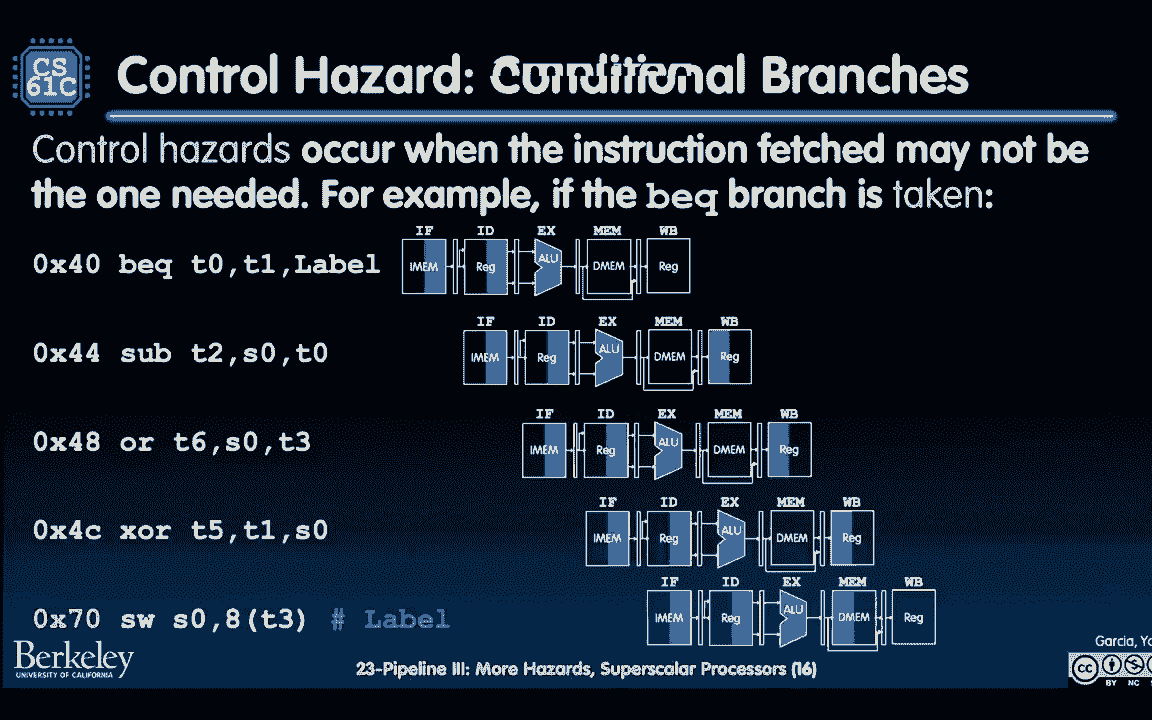 CS
61C
Control Hazard: Conditional Branches
Control hazards occur when the instruction fetched may not be
the one needed. For example, if the beq branch is taken:
IF ID EX MEM WB
0x40 beq t0,t1,Label IMEM Reg ALU DMEM Reg
IF ID EX MEM WB
0x44 sub t2,s0,t0 IMEM Reg ALU DMEM Reg
IF ID EX MEM WB
0x48 or t6,s0,t3 IMEM Reg ALU DMEM Reg
IF ID EX MEM WB
0x4c xor t5,t1,s0 IMEM Reg ALU DMEM Reg
IF ID EX MEM WB
0x70 sw s0,8(t3) # Label IMEM Reg ALU DMEM Reg
Berkeley
UNIVERSITY OF CALIFORNIA
23-Pipeline III: More Hazards, Superscalar Processors (16)
Garcia,
cc
BY NC